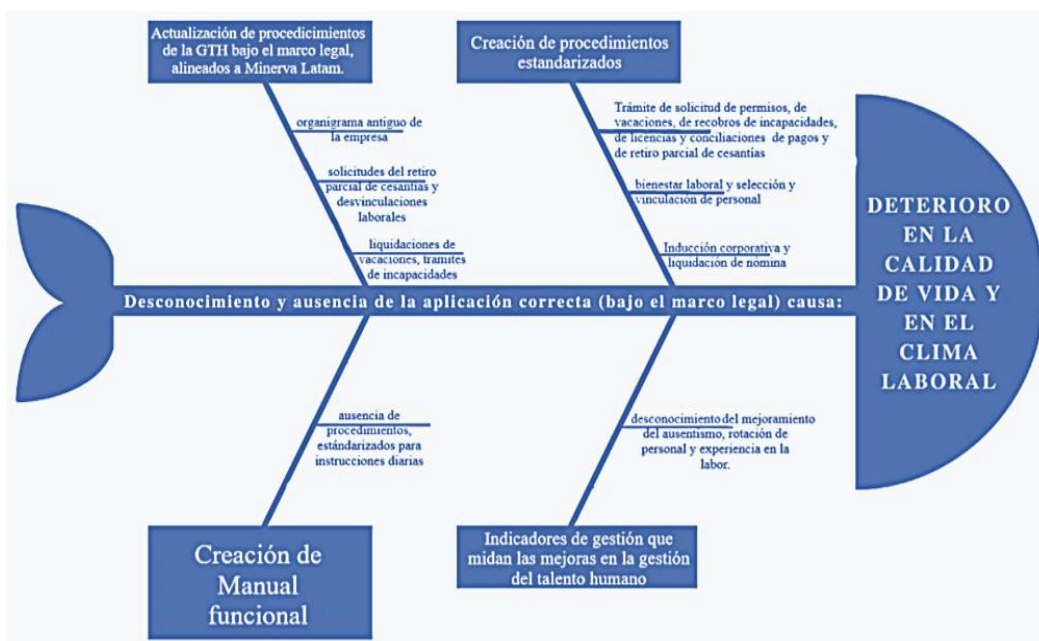 Actualización de procedicimientos
de la GTH bajo el marco legal,
alineados a Minerva Latam.
organigrama antiguo de
la empresa
solicitudes del retiro
parcial de cesantías y
desvinculaciones
laborales
liquidaciones de
vacaciones, tramites
de incapacidades
Creación de procedimientos
estandarizados
Trámite de solicitud de permisos, de
vacaciones, de recobros de incapacidades,
de licencias y conciliaciones de pagos y
de retiro parcial de cesantías
bienestar laboral y selección y
vinculación de personal
Inducción corporativa y
liquidación de nómina
Desconocimiento y ausencia de la aplicación correcta (bajo el marco legal) causa:
DETERIORO
EN LA
CALIDAD
DE VIDA Y
EN EL
CLIMA
LABORAL
ausencia de
procedimientos,
estándarizados para
instrucciones diarias
Creación de
Manual
funcional
desconocimiento del mejoramiento
del ausentismo, rotación de
personal y experiencia en la
labor.
Indicadores de gestión que
midan las mejoras en la gestión
del talento humano